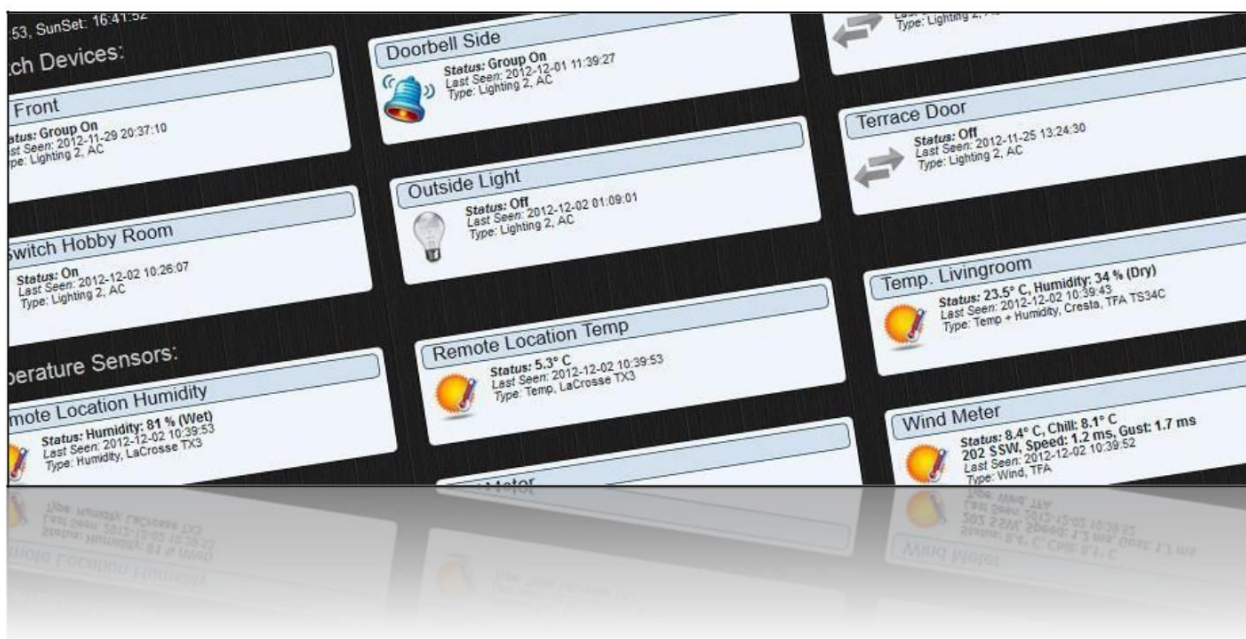 :53, SunSet: 16:41:52
ch Devices:
Front
atus: Group On
st Seen: 2012-11-29 20:37:10
pe: Lighting 2, AC
Doorbell Side
Status: Group On
Last Seen: 2012-12-01 11:39:27
Type: Lighting 2, AC
Type: Lighting 2, AC
Switch Hobby Room
Status: On
Last Seen: 2012-12-02 10:26:07
Type: Lighting 2, AC
Outside Light
Status: Off
Last Seen: 2012-12-02 01:09:01
Type: Lighting 2, AC
Terrace Door
Status: Off
Last Seen: 2012-11-25 13:24:30
Type: Lighting 2, AC
perature Sensors:
mote Location Humidity
Status: Humidity: 81 % (Wet)
Last Seen: 2012-12-02 10:39:53
Type: Humidity, LaCrosse TX3
Remote Location Temp
Status: 5.3° C
Last Seen: 2012-12-02 10:39:53
Type: Temp, LaCrosse TX3
Temp. Livingroom
Status: 23.5° C, Humidity: 34 % (Dry)
Last Seen: 2012-12-02 10:39:43
Type: Temp + Humidity, Cresta, TFA TS34C
Meter
Wind Meter
Status: 8.4° C, Chill: 8.1° C
202 SSW, Speed: 1.2 ms, Gust: 1.7 ms
Last Seen: 2012-12-02 10:39:52
Type: Wind, TFA